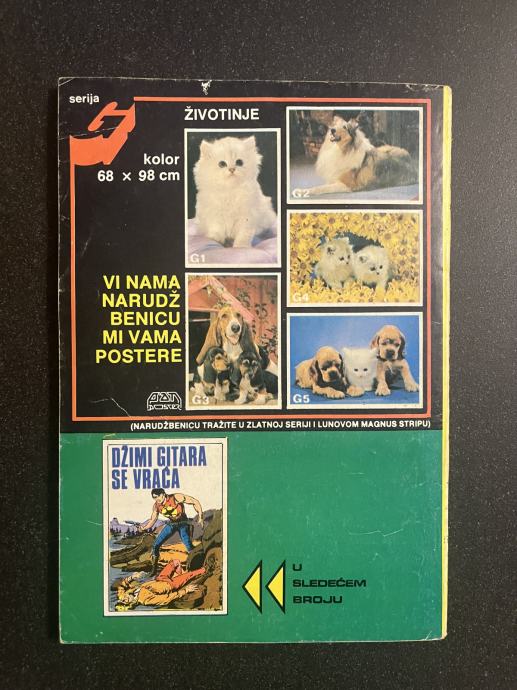 serija
G
ŽIVOTINJE
kolor
68 × 98 cm
G1
G2
G4
VI NAMA
NARUDŽ
BENICU
MI VAMA
POSTERE
G3
G5
(NARUDŽBENICU TRAŽITE U ZLATNOJ SERIJI I LUNOVOM MAGNUS STRIPU)
DŽIMI GITARA
SE VRAĆA
U
SLEDEĆEM
BROJU